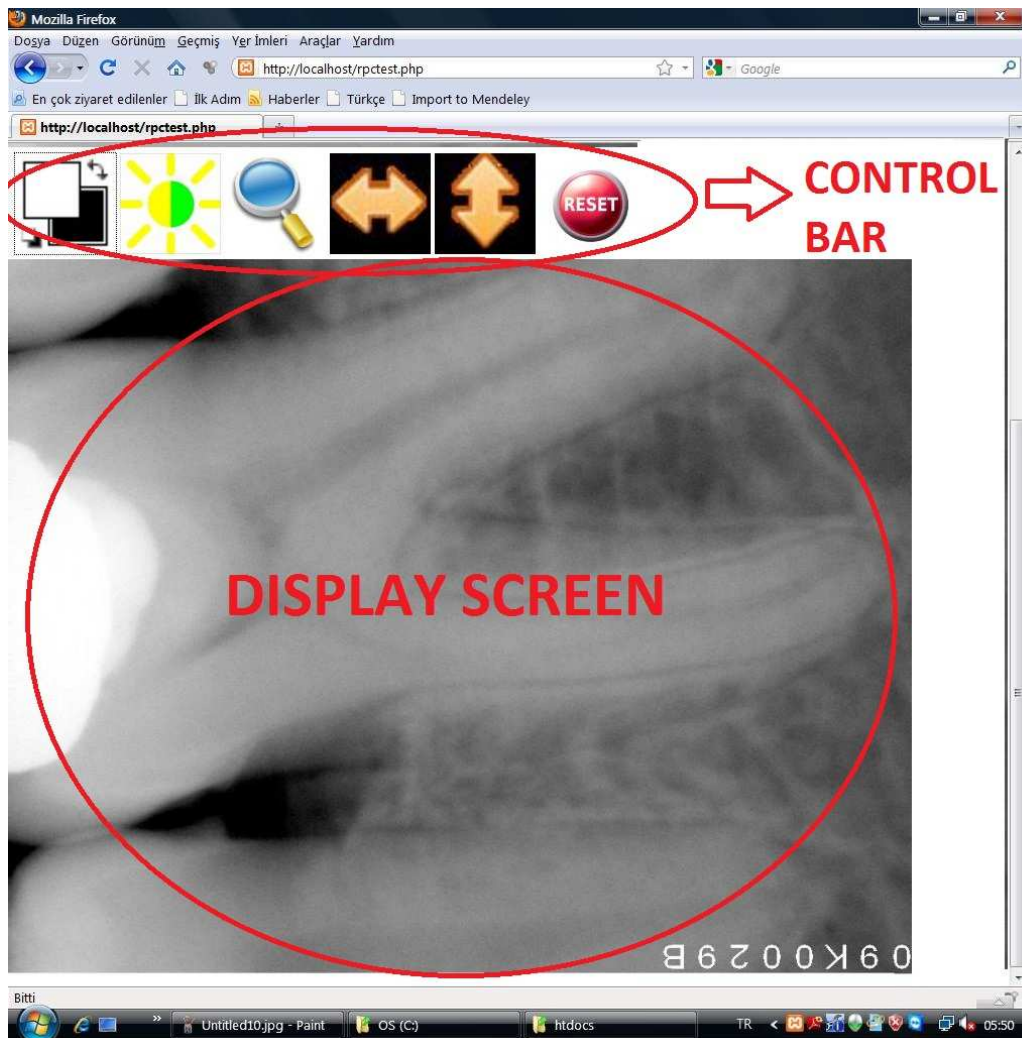 Mozilla Firefox
Dosya Düzen Görünüm Geçmiş Yer İmleri Araçlar Yardım
http://localhost/rpctest.php
Google
En çok ziyaret edilenler İlk Adım Haberler Türkçe Import to Mendeley
http://localhost/rpctest.php
RESET
CONTROL
BAR
DISPLAY SCREEN
09K0029B
Bitti
Untitled10.jpg - Paint OS (C:) htdocs TR 05:50